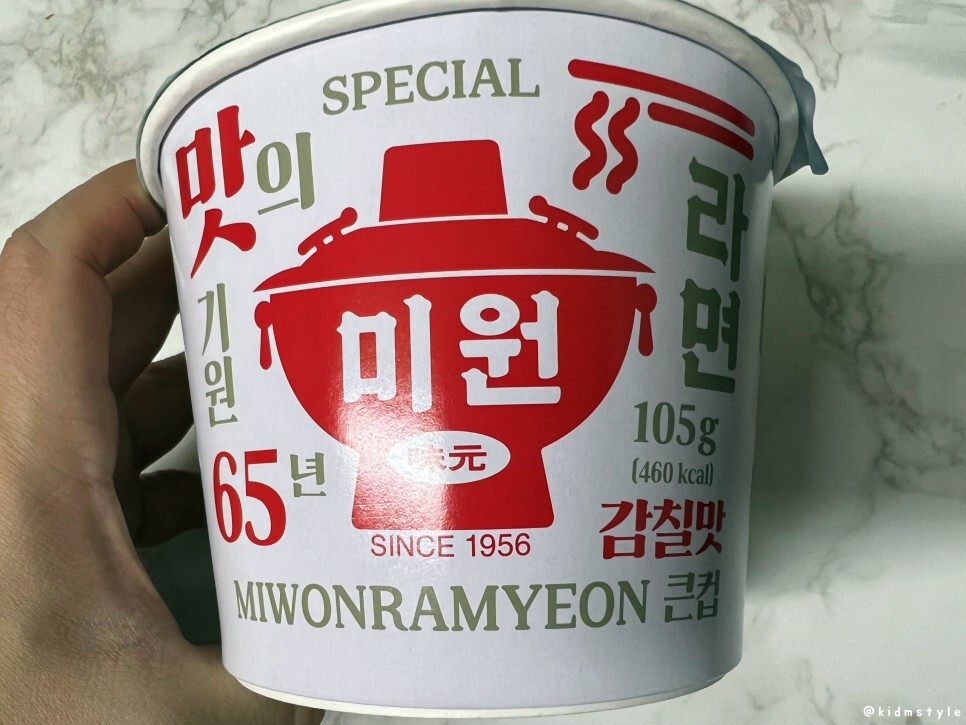 SPECIAL
맛의
기원
65년
라면
미원
味元
SINCE 1956
105g
(460 kcal)
감칠맛
MIWONRAMYEON 큰컵
@kidmstyle